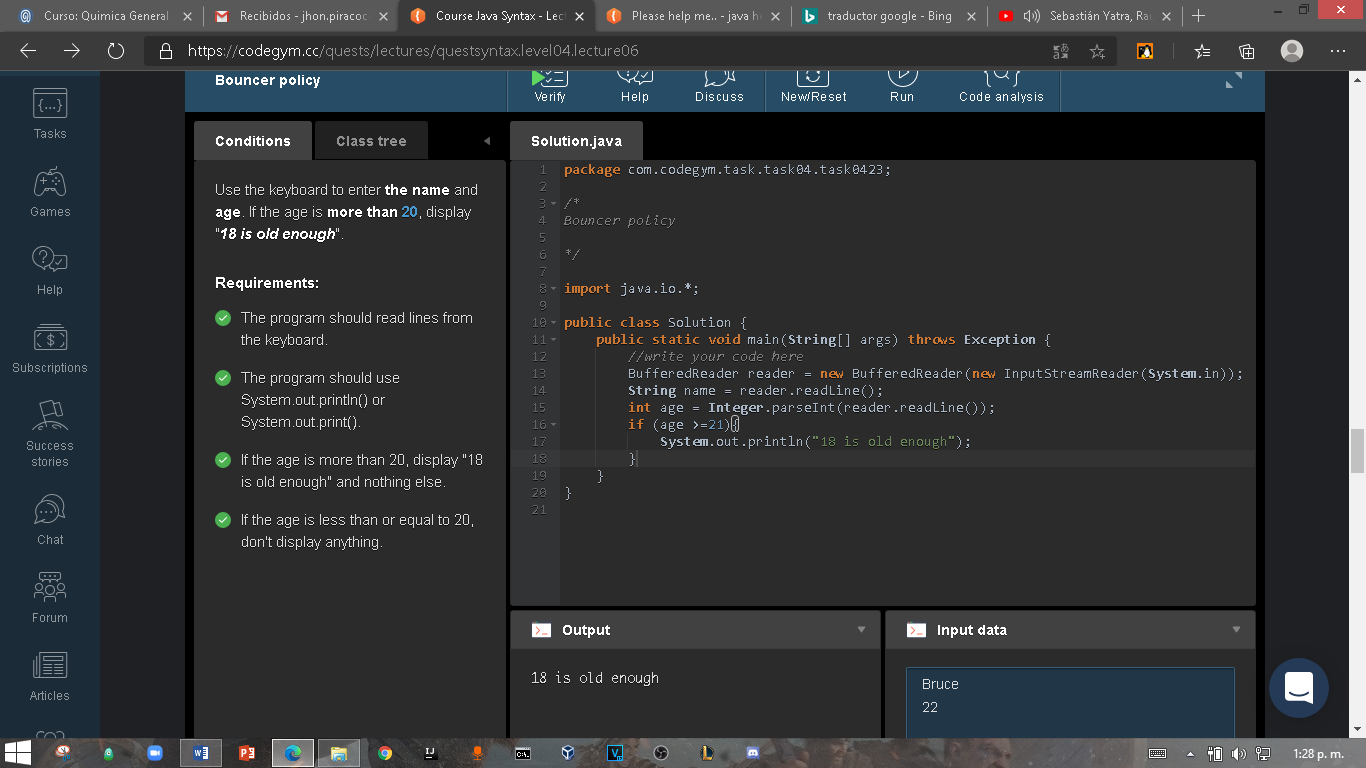 Curso: Quimica General
Recibidos - jhon.piracoc
Course Java Syntax - Lec
Please help me.. - java h
traductor google - Bing
Sebastián Yatra, Ra
https://codegym.cc/quests/lectures/questsyntax.level04.lecture06
Bouncer policy
Verify
Help
Discuss
New/Reset
Run
Code analysis
Tasks
Games
Help
Subscriptions
Success
stories
Chat
Forum
Articles
Conditions
Class tree
Use the keyboard to enter the name and
age. If the age is more than 20, display
"18 is old enough".
Requirements:
The program should read lines from
the keyboard.
The program should use
System.out.println() or
System.out.print().
If the age is more than 20, display "18
is old enough" and nothing else.
If the age is less than or equal to 20,
don't display anything.
Solution.java
1 package com.codegym.task.task04.task0423;
2
3 /*
4 Bouncer policy
5
6 */
7
8 import java.io.*;
9
10 public class Solution {
11 public static void main(String[] args) throws Exception {
12 //write your code here
13 BufferedReader reader = new BufferedReader(new InputStreamReader(System.in));
14 String name = reader.readLine();
15 int age = Integer.parseInt(reader.readLine());
16 if (age >=21){
17 System.out.println("18 is old enough");
18 }
19 }
20 }
21
Output
18 is old enough
Input data
Bruce
22
1:28 p. m.